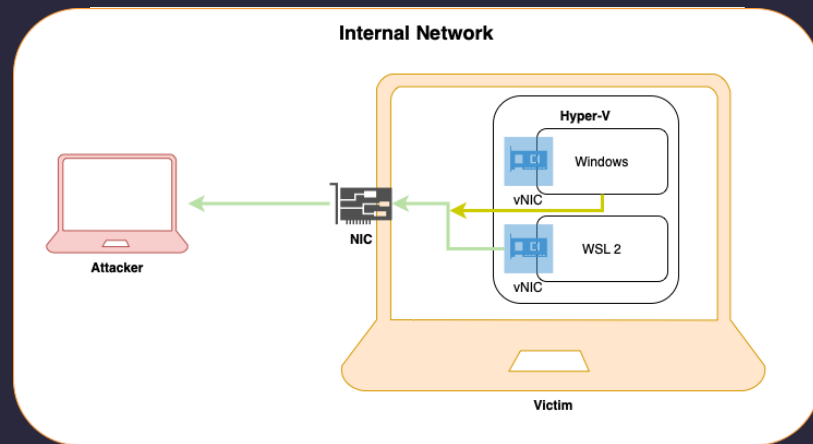 Internal Network
Hyper-V
Windows
vNIC
NIC
WSL 2
vNIC
Attacker
Victim